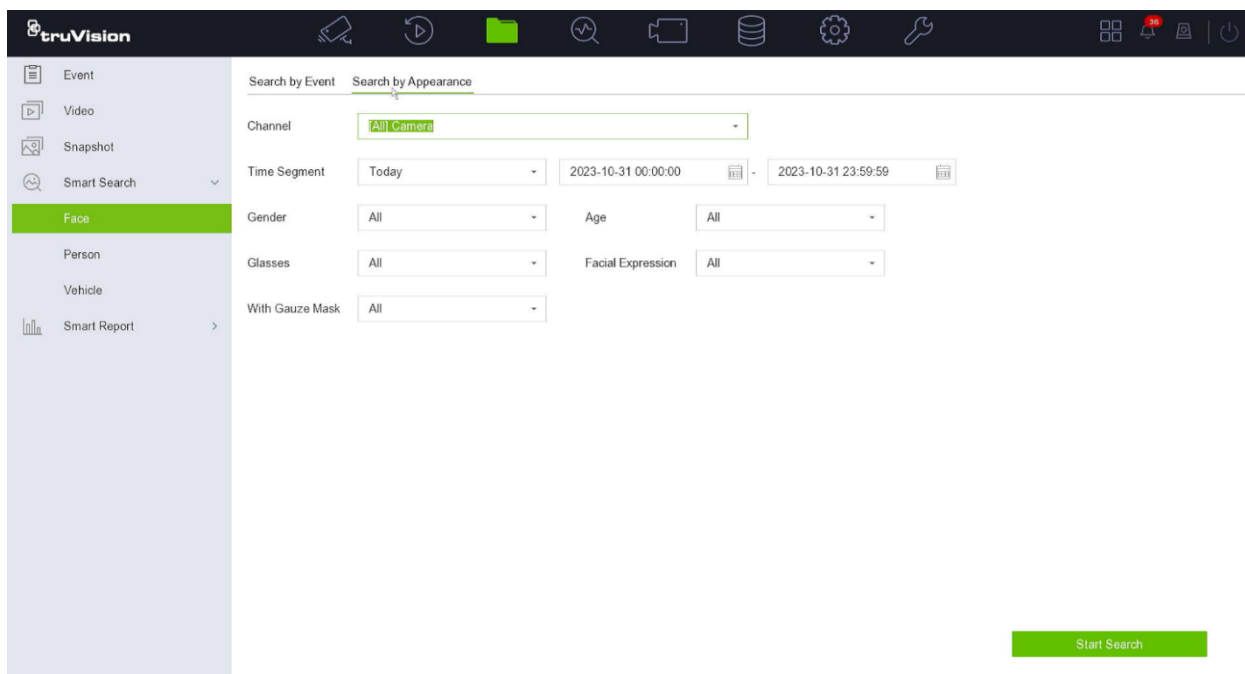 truVision
36
Event
Video
Snapshot
Smart Search
Face
Person
Vehicle
Smart Report
Search by Event Search by Appearance
Channel [All] Camera
Time Segment Today 2023-10-31 00:00:00 - 2023-10-31 23:59:59
Gender All Age All
Glasses All Facial Expression All
With Gauze Mask All
Start Search